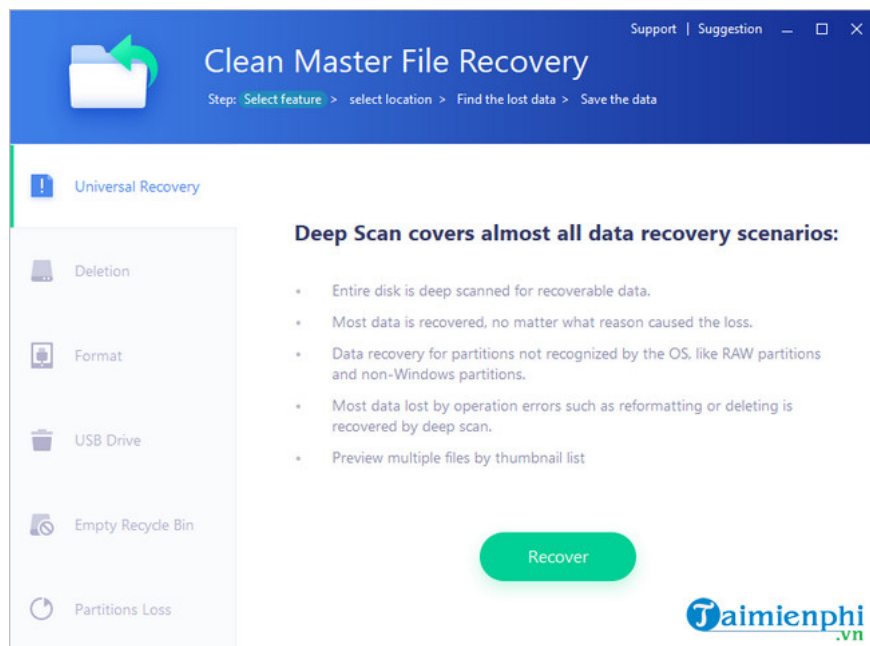 Support | Suggestion
Clean Master File Recovery
Step: Select feature > select location > Find the lost data > Save the data
Universal Recovery
Deletion
Format
USB Drive
Empty Recycle Bin
Partitions Loss
Deep Scan covers almost all data recovery scenarios:
• Entire disk is deep scanned for recoverable data.
• Most data is recovered, no matter what reason caused the loss.
• Data recovery for partitions not recognized by the OS, like RAW partitions
and non-Windows partitions.
• Most data lost by operation errors such as reformatting or deleting is
recovered by deep scan.
• Preview multiple files by thumbnail list
Recover
Taimienphi
.vn